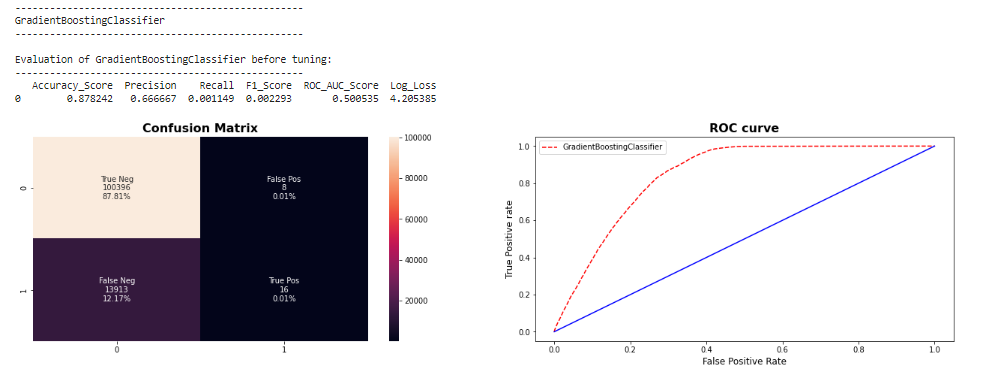 ------------------------------------------------
GradientBoostingClassifier
------------------------------------------------
Evaluation of GradientBoostingClassifier before tuning:
------------------------------------------------
Accuracy_Score Precision Recall F1_Score ROC_AUC_Score Log_Loss
0 0.878242 0.666667 0.001149 0.002293 0.500535 4.205385
Confusion Matrix
True Neg
100396
87.81%
False Pos
8
0.01%
False Neg
13913
12.17%
True Pos
16
0.01%
0
1
0
1
100000
80000
60000
40000
20000
ROC curve
GradientBoostingClassifier
True Positive rate
1.0
0.8
0.6
0.4
0.2
0.0
0.0
0.2
0.4
0.6
0.8
1.0
False Positive Rate